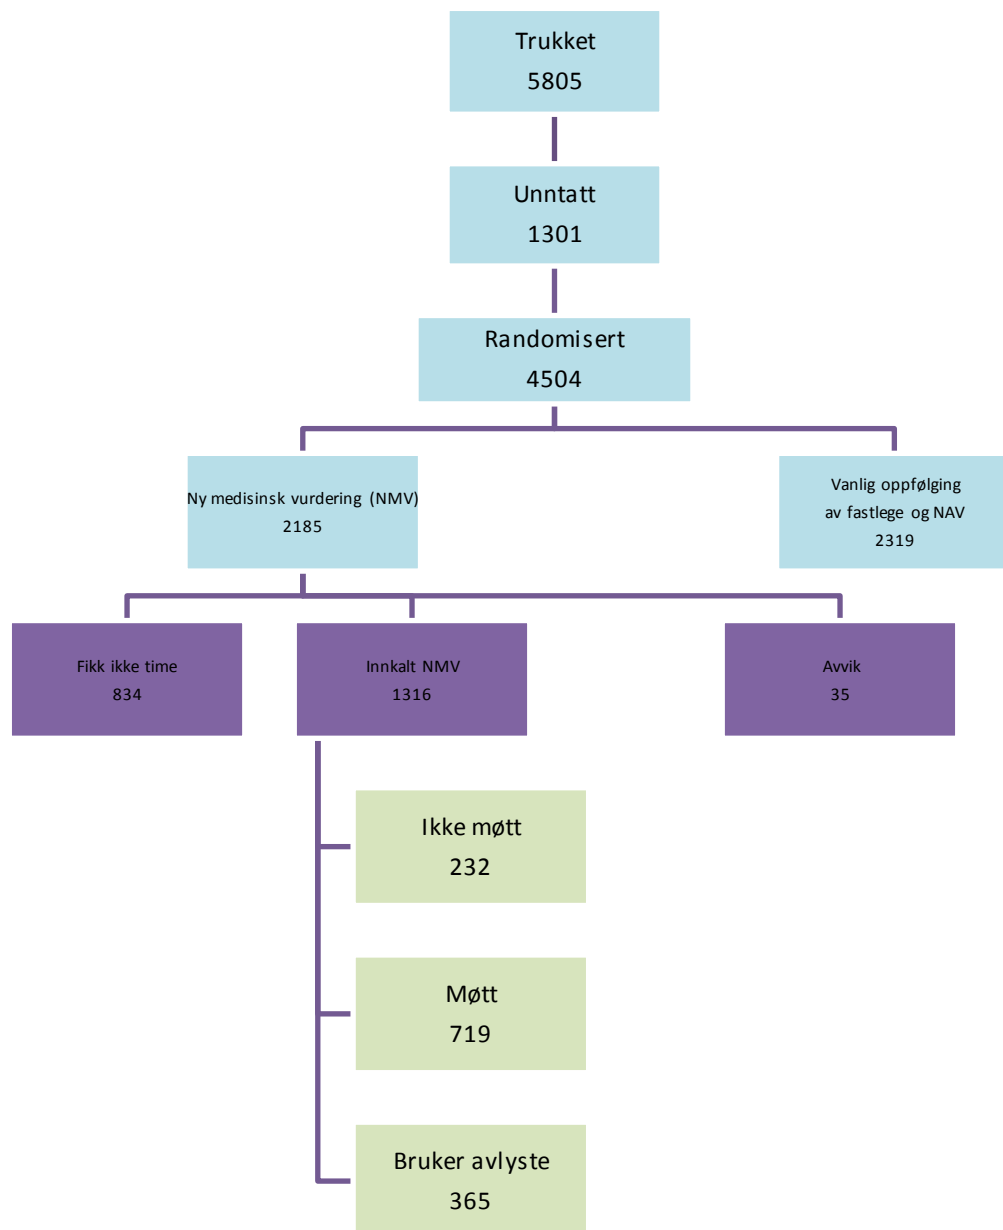 Trukket
5805
Unntatt
1301
Randomisert
4504
Ny medisinsk vurdering (NMV)
2185
Vanlig oppfølging
av fastlege og NAV
2319
Fikk ikke time
834
Innkalt NMV
1316
Avvik
35
Ikke møtt
232
Møtt
719
Bruker avlyste
365